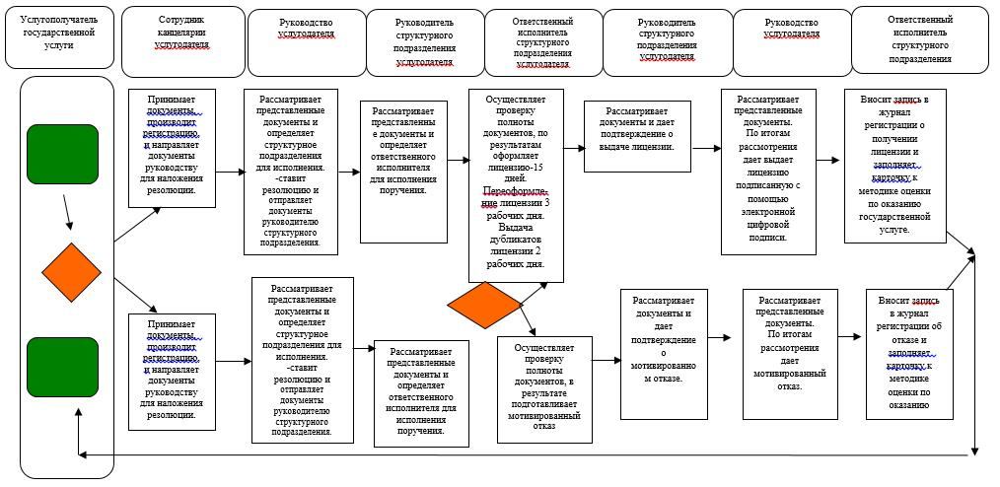 Услугополучатель
государственной
услуги
Сотрудник
канцелярии
услугодателя
Руководство
услугодателя
Руководитель
структурного
подразделения
услугодателя
Ответственный
исполнитель
структурного
подразделения
услугодателя
Руководитель
структурного
подразделения
услугодателя
Руководство
услугодателя
Ответственный
исполнитель
структурного
подразделения
Принимает
документы,
производит
регистрацию,
и направляет
документы
руководству
для наложения
резолюции.
Рассматривает
представленные
документы и
определяет
структурное
подразделения
для исполнения.
-ставит
резолюцию и
отправляет
документы
руководителю
структурного
подразделения.
Рассматривает
представленны
е документы и
определяет
ответственного
исполнителя
для исполнения
поручения.
Осуществляет
проверку
полноты
документов, по
результатам
оформляет
лицензию-15
дней.
Переоформле-
ние лицензии 3
рабочих дня.
Выдача
дубликатов
лицензии 2
рабочих дня.
Рассматривает
документы и дает
подтверждение о
выдаче лицензии.
Рассматривает
представленные
документы.
По итогам
рассмотрения
дает выдает
лицензию
подписанную с
помощью
электронной
цифровой
подписи.
Вносит запись в
журнал
регистрации о
получении
лицензии и
заполняет
карточку к
методике оценки
по оказанию
государственной
услуге.
Принимает
документы,
производит
регистрацию,
и направляет
документы
руководству
для наложения
резолюции.
Рассматривает
представленные
документы и
определяет
структурное
подразделения для
исполнения.
-ставит
резолюцию и
отправляет
документы
руководителю
структурного
подразделения.
Рассматривает
представленные
документы и
определяет
ответственного
исполнителя для
исполнения
поручения.
Осуществляет
проверку
полноты
документов, в
результате
подготавливает
мотивированный
отказ
Рассматривает
документы и
дает
подтверждение
о
мотивированно
м отказе.
Рассматривает
представленные
документы.
По итогам
рассмотрения
дает
мотивированный
отказ.
Вносит запись
в журнал
регистрации об
отказе и
заполняет
карточку к
методике
оценки по
оказанию